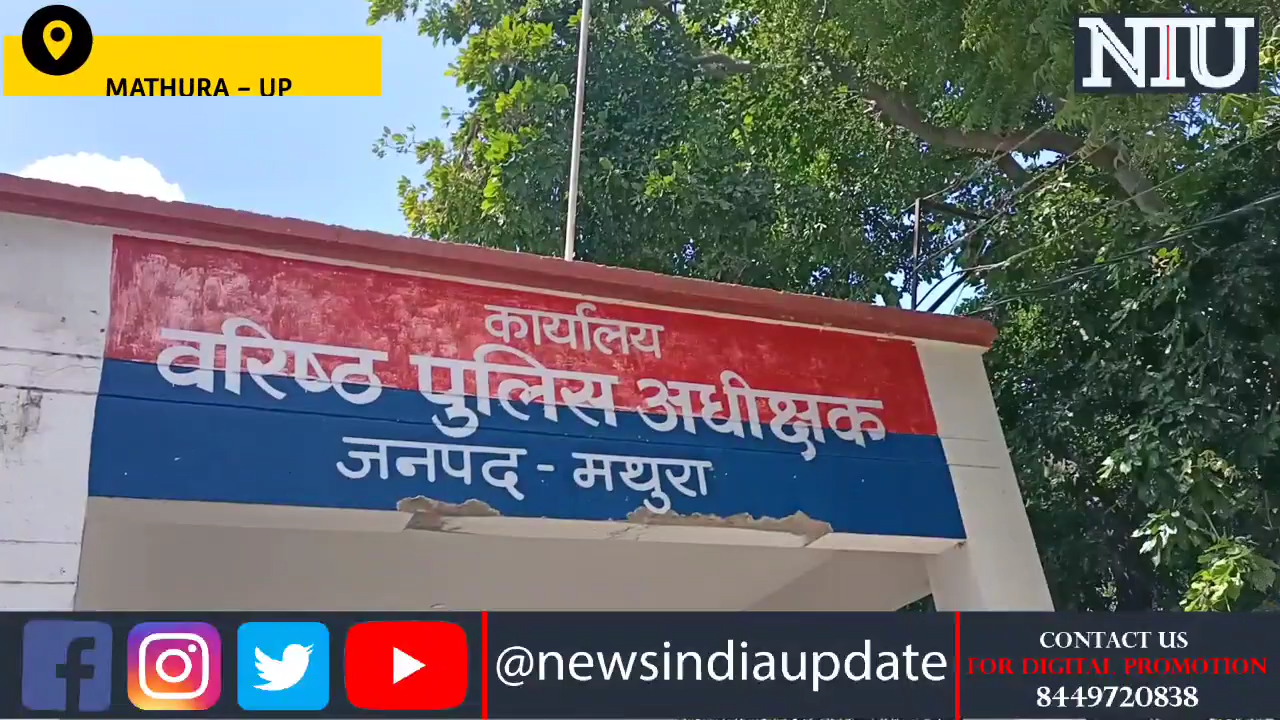 MATHURA - UP
NIU
कार्यालय
वरिष्ठ पुलिस अधीक्षक
जनपद - मथुरा
@newsindiaupdate
CONTACT US
FOR DIGITAL PROMOTION
8449720838